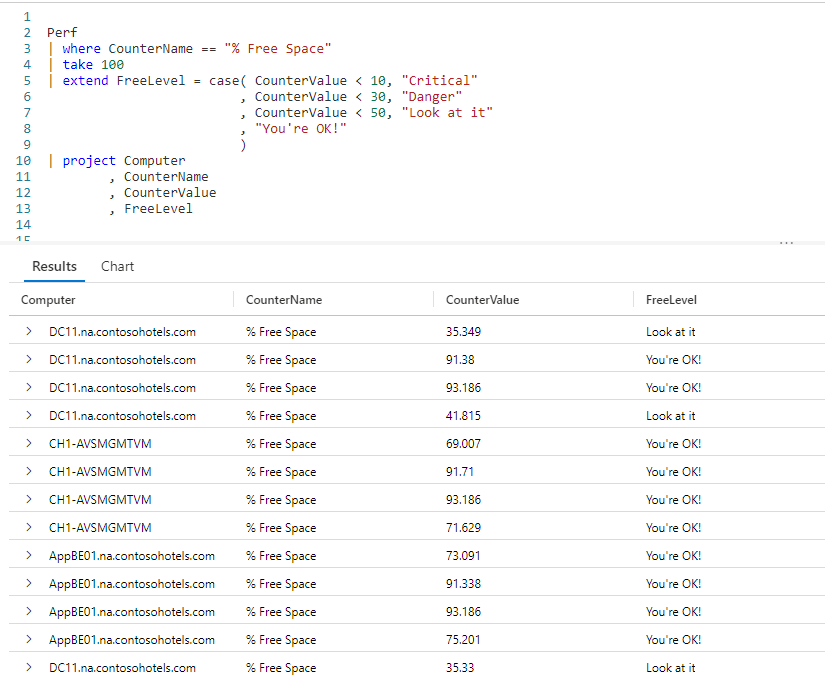 1
2 Perf
3 | where CounterName == "% Free Space"
4 | take 100
5 | extend FreeLevel = case( CounterValue < 10, "Critical"
6 , CounterValue < 30, "Danger"
7 , CounterValue < 50, "Look at it"
8 , "You're OK!"
9 )
10 | project Computer
11 , CounterName
12 , CounterValue
13 , FreeLevel
14
15
...
Results Chart
Computer CounterName CounterValue FreeLevel
> DC11.na.contosohotels.com % Free Space 35.349 Look at it
> DC11.na.contosohotels.com % Free Space 91.38 You're OK!
> DC11.na.contosohotels.com % Free Space 93.186 You're OK!
> DC11.na.contosohotels.com % Free Space 41.815 Look at it
> CH1-AVSMGMTVM % Free Space 69.007 You're OK!
> CH1-AVSMGMTVM % Free Space 91.71 You're OK!
> CH1-AVSMGMTVM % Free Space 93.186 You're OK!
> CH1-AVSMGMTVM % Free Space 71.629 You're OK!
> AppBE01.na.contosohotels.com % Free Space 73.091 You're OK!
> AppBE01.na.contosohotels.com % Free Space 91.338 You're OK!
> AppBE01.na.contosohotels.com % Free Space 93.186 You're OK!
> AppBE01.na.contosohotels.com % Free Space 75.201 You're OK!
> DC11.na.contosohotels.com % Free Space 35.33 Look at it